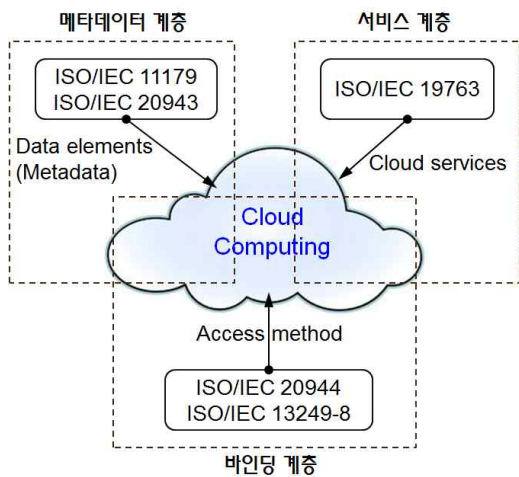 메타데이터 계층
서비스 계층
ISO/IEC 11179
ISO/IEC 20943
ISO/IEC 19763
Data elements
(Metadata)
Cloud services
Cloud
Computing
Access method
ISO/IEC 20944
ISO/IEC 13249-8
바인딩 계층